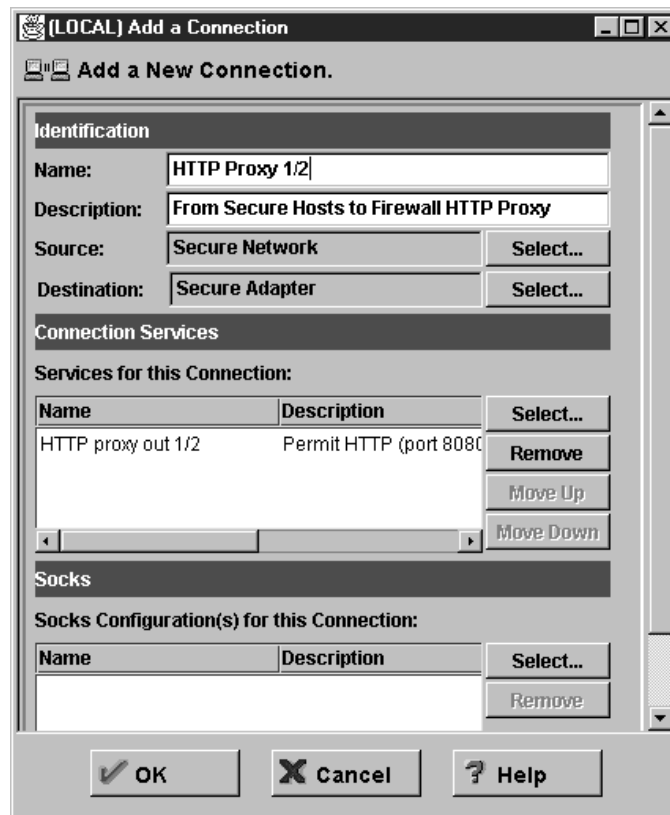 (LOCAL) Add a Connection
Add a New Connection.
Identification
Name: HTTP Proxy 1/2
Description: From Secure Hosts to Firewall HTTP Proxy
Source: Secure Network Select...
Destination: Secure Adapter Select...
Connection Services
Services for this Connection:
Name Description Select...
HTTP proxy out 1/2 Permit HTTP (port 8080 Remove
Move Up
Move Down
Socks
Socks Configuration(s) for this Connection:
Name Description Select...
Remove
OK Cancel Help